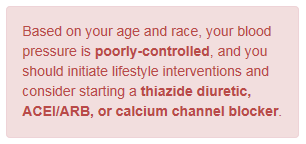 Based on your age and race, your blood
pressure is poorly-controlled, and you
should initiate lifestyle interventions and
consider starting a thiazide diuretic,
ACEI/ARB, or calcium channel blocker.